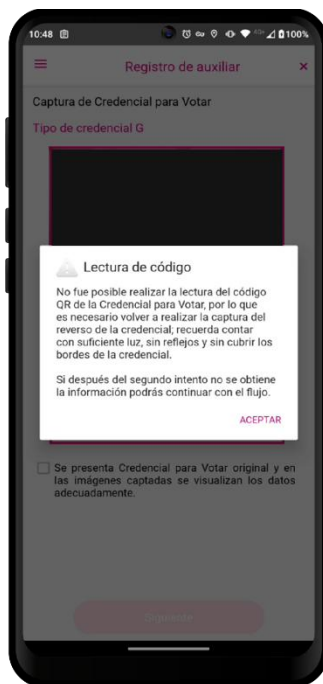 10:48
4G+ 100%
Registro de auxiliar ×
Captura de Credencial para Votar
Tipo de credencial G
Lectura de código
No fue posible realizar la lectura del código
QR de la Credencial para Votar, por lo que
es necesario volver a realizar la captura del
reverso de la credencial; recuerda contar
con suficiente luz, sin reflejos y sin cubrir los
bordes de la credencial.
Si después del segundo intento no se obtiene
la información podrás continuar con el flujo.
ACEPTAR
Se presenta Credencial para Votar original y en
las imágenes captadas se visualizan los datos
adecuadamente.
Siguiente